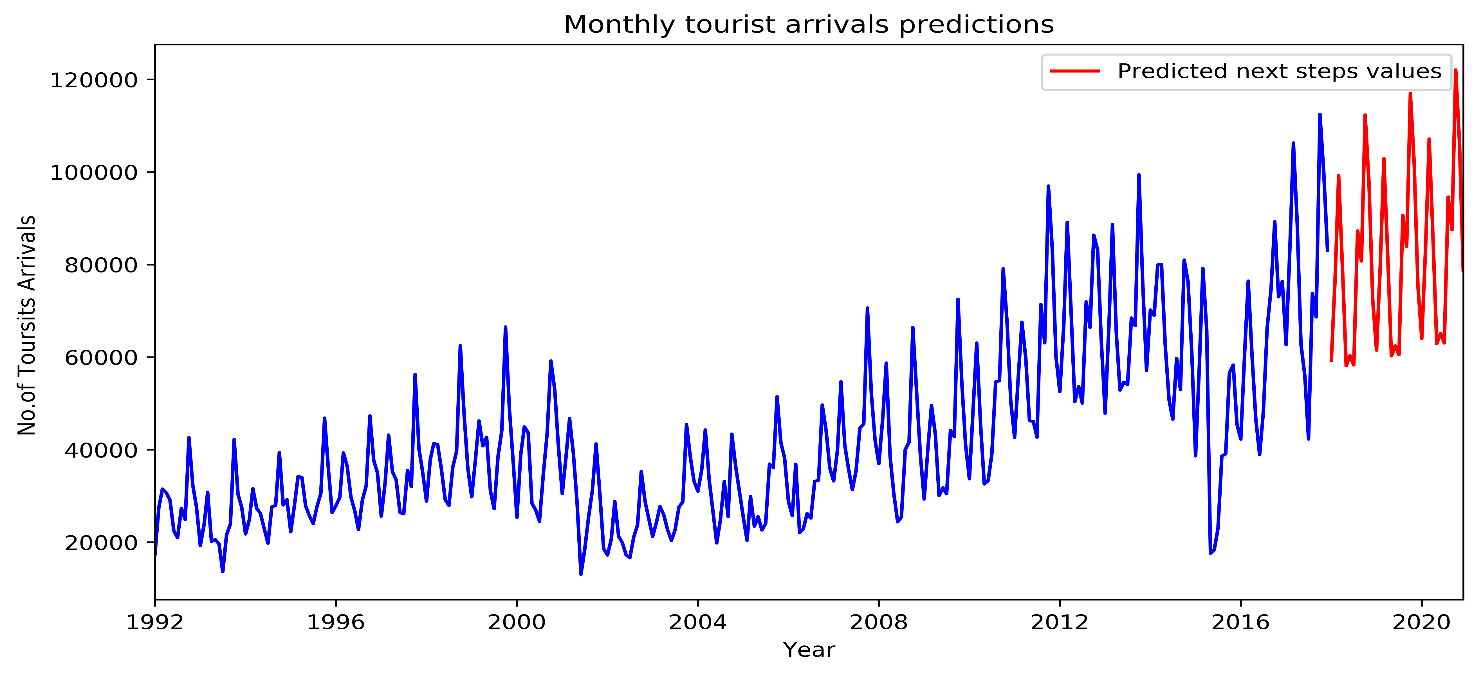 Monthly tourist arrivals predictions
Predicted next steps values
120000
100000
80000
60000
40000
20000
No.of Toursits Arrivals
1992 1996 2000 2004 2008 2012 2016 2020
Year